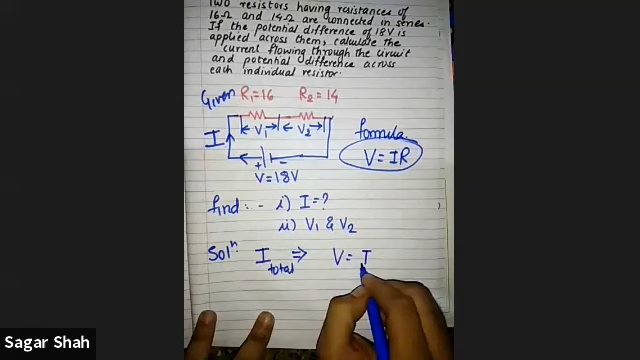 Two resistors having resistances of
16-Ω and 14-Ω are connected in series.
If the potential difference of 18V is
applied across them, calculate the
current flowing through the circuit
and potential difference across
each individual resistor.
Given R₁=16 R₂=14
V₁ V₂
I
+ -
V=18V
formula
V=IR
find:- i) I=?
ii) V₁ & V₂
Solⁿ: I total ⇒ V= I
Sagar Shah